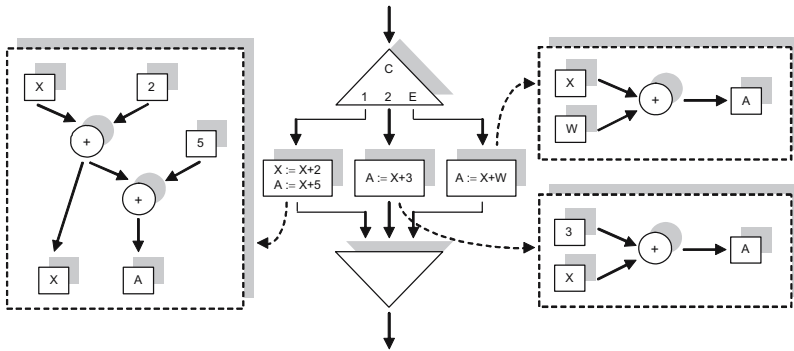 X
2
+
5
+
X
A
C
1 2 E
X := X+2
A := X+5
A := X+3
A := X+W
X
W
+
A
3
X
+
A